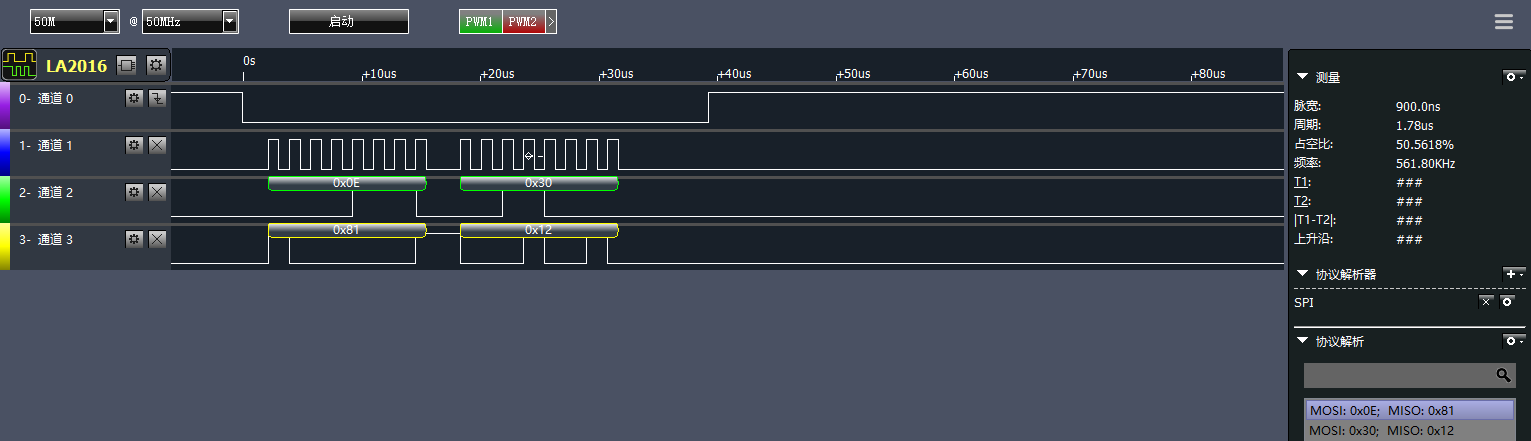 50M @ 50MHz 启动 PWM1 PWM2 >
LA2016
0s +10us +20us +30us +40us +50us +60us +70us +80us
0- 通道 0
1- 通道 1
2- 通道 2
0x0E 0x30
3- 通道 3
0x81 0x12
测量
脉宽: 900.0ns
周期: 1.78us
占空比: 50.5618%
频率: 561.80KHz
T1: ###
T2: ###
|T1-T2|: ###
上升沿: ###
协议解析器
SPI
协议解析
MOSI: 0x0E; MISO: 0x81
MOSI: 0x30; MISO: 0x12